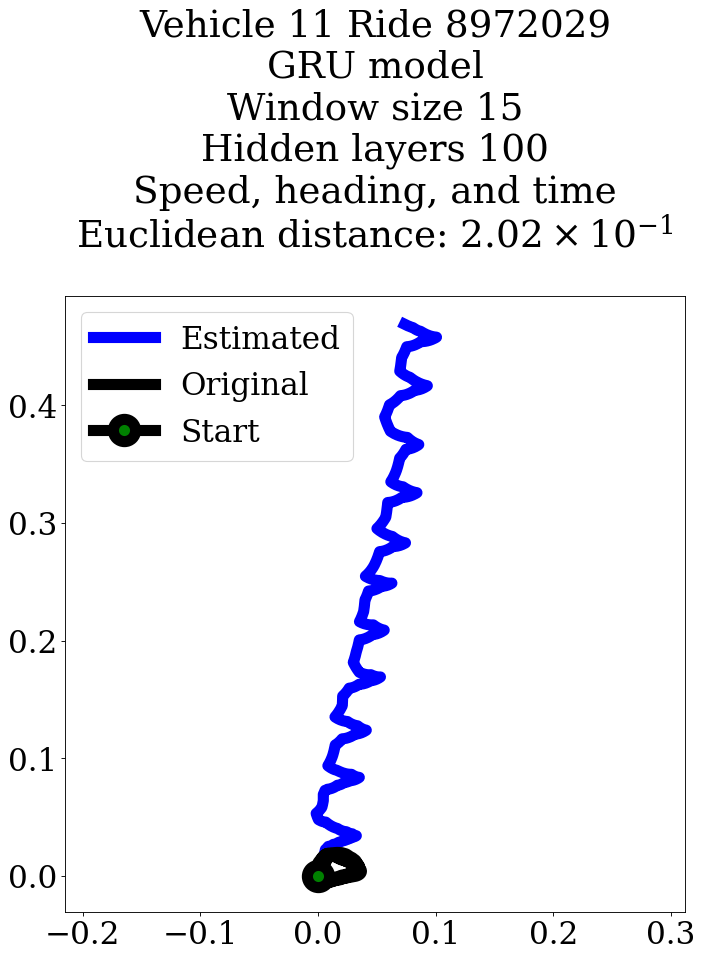 Vehicle 11 Ride 8972029
GRU model
Window size 15
Hidden layers 100
Speed, heading, and time
Euclidean distance: 2.02 × 10⁻¹
Estimated
Original
Start
0.4
0.3
0.2
0.1
0.0
−0.2 −0.1 0.0 0.1 0.2 0.3